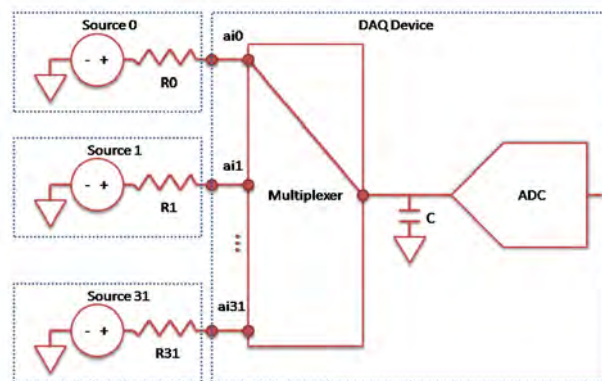 Source 0
ai0
DAQ Device
- +
R0
Source 1
ai1
- +
R1
Multiplexer
ADC
C
...
Source 31
ai31
- +
R31